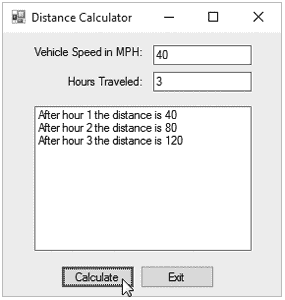 Distance Calculator
Vehicle Speed in MPH: 40
Hours Traveled: 3
After hour 1 the distance is 40
After hour 2 the distance is 80
After hour 3 the distance is 120
Calculate Exit